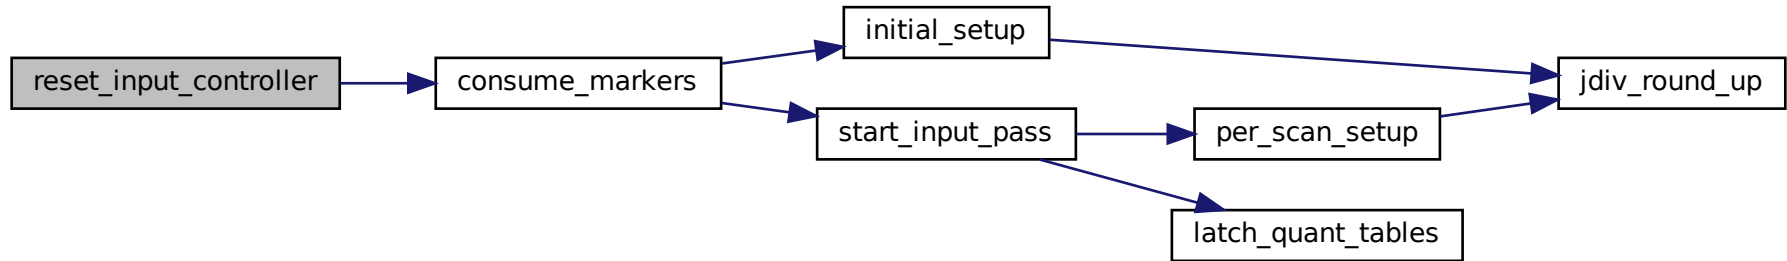 reset_input_controller
consume_markers
initial_setup
start_input_pass
per_scan_setup
latch_quant_tables
jdiv_round_up